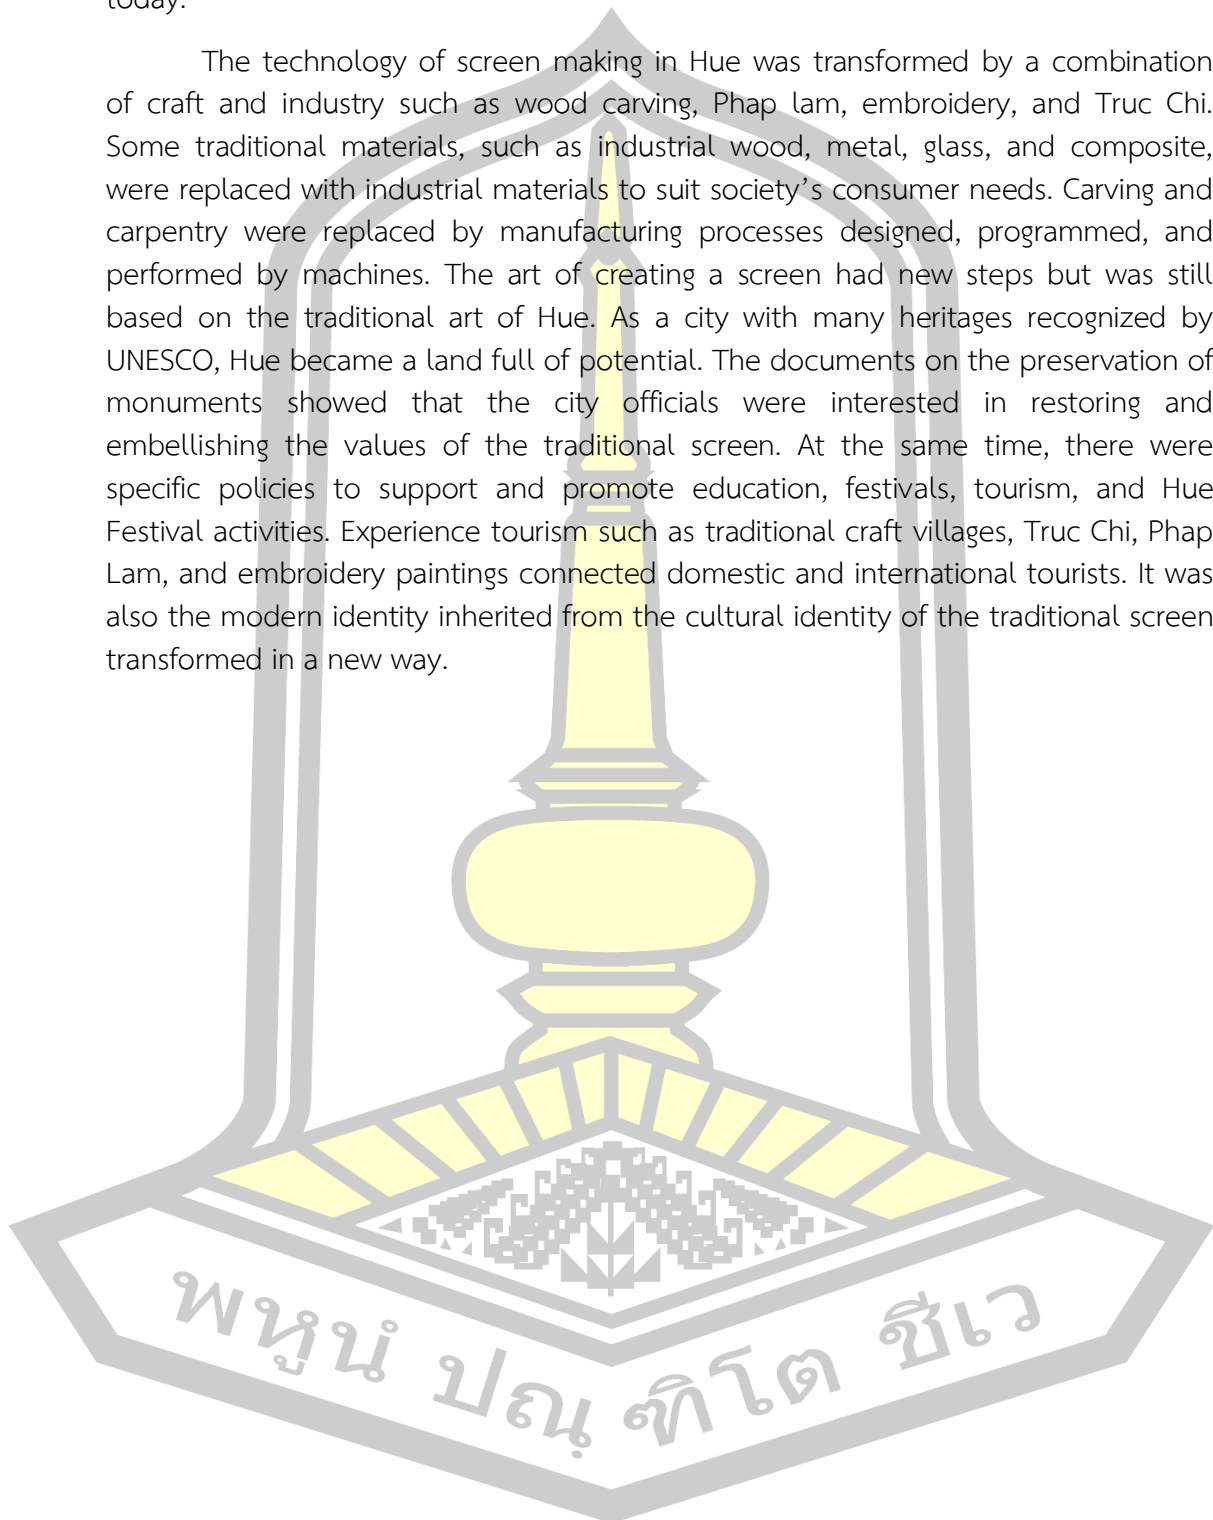 today.
The technology of screen making in Hue was transformed by a combination
of craft and industry such as wood carving, Phap lam, embroidery, and Truc Chi.
Some traditional materials, such as industrial wood, metal, glass, and composite,
were replaced with industrial materials to suit society’s consumer needs. Carving and
carpentry were replaced by manufacturing processes designed, programmed, and
performed by machines. The art of creating a screen had new steps but was still
based on the traditional art of Hue. As a city with many heritages recognized by
UNESCO, Hue became a land full of potential. The documents on the preservation of
monuments showed that the city officials were interested in restoring and
embellishing the values of the traditional screen. At the same time, there were
specific policies to support and promote education, festivals, tourism, and Hue
Festival activities. Experience tourism such as traditional craft villages, Truc Chi, Phap
Lam, and embroidery paintings connected domestic and international tourists. It was
also the modern identity inherited from the cultural identity of the traditional screen
transformed in a new way.
พหูนํ ปณฺฑิโต ชีเว